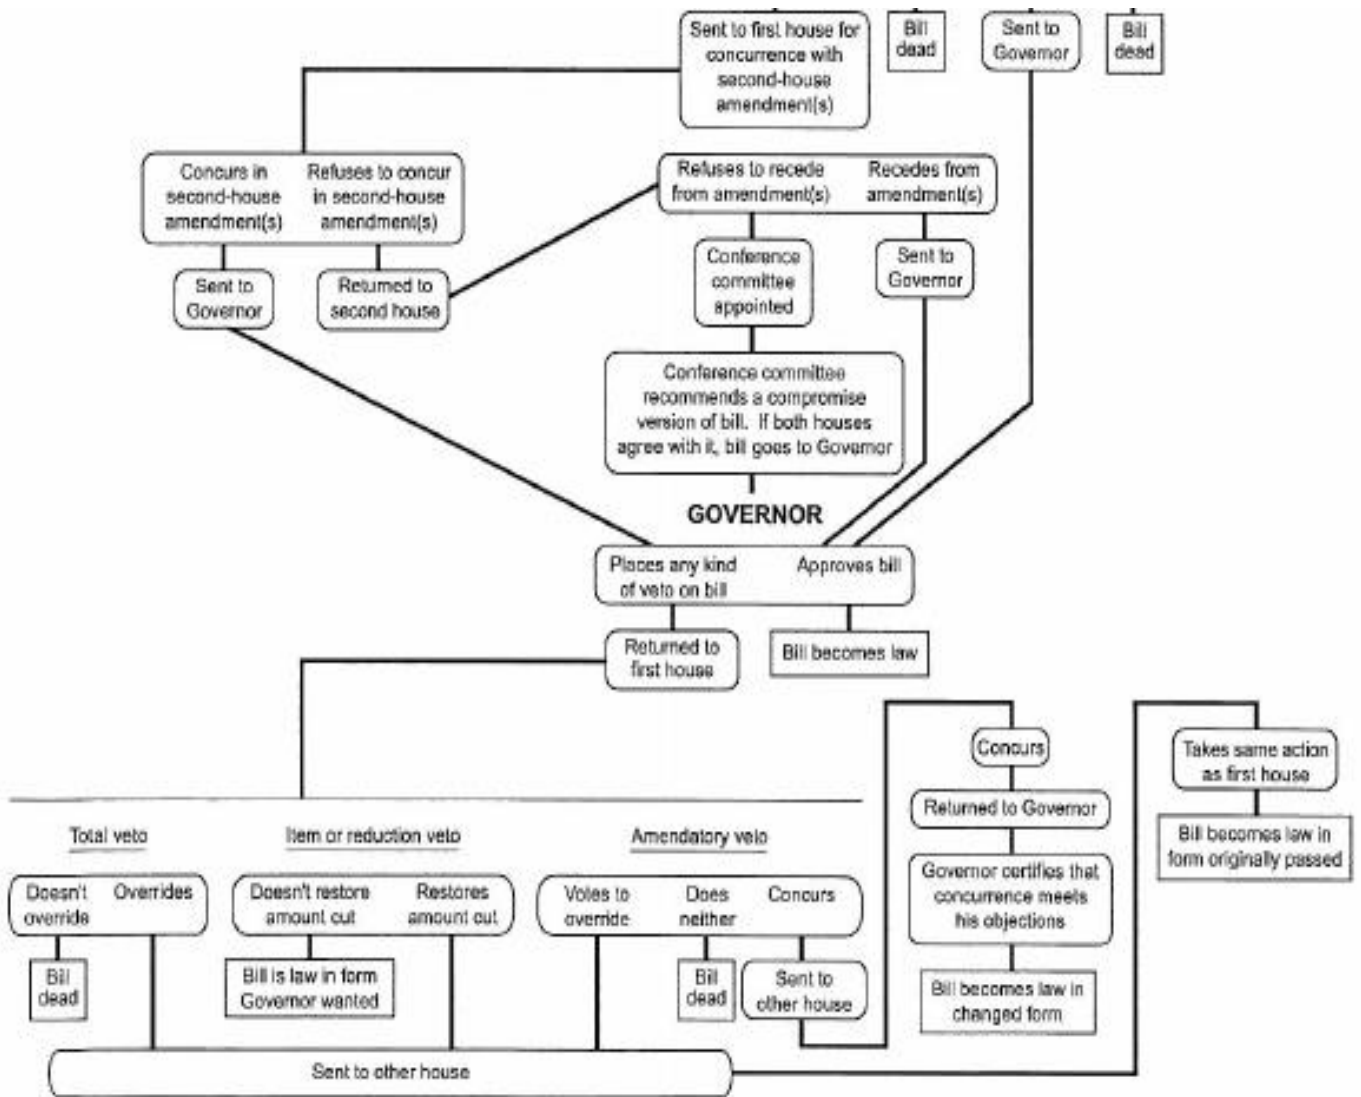 Sent to first house for
concurrence with
second-house
amendment(s)
Bill
dead
Sent to
Governor
Bill
dead
Concurs in
second-house
amendment(s)
Refuses to concur
in second-house
amendment(s)
Refuses to recede
from amendment(s)
Recedes from
amendment(s)
Sent to
Governor
Returned to
second house
Conference
committee
appointed
Sent to
Governor
Conference committee
recommends a compromise
version of bill. If both houses
agree with it, bill goes to Governor
GOVERNOR
Places any kind
of veto on bill
Approves bill
Returned to
first house
Bill becomes law
Total veto
Doesn't
override
Overrides
Bill
dead
Item or reduction veto
Doesn't restore
amount cut
Restores
amount cut
Bill is law in form
Governor wanted
Amendatory veto
Votes to
override
Does
neither
Concurs
Bill
dead
Sent to
other house
Sent to other house
Concurs
Returned to Governor
Governor certifies that
concurrence meets
his objections
Bill becomes law in
changed form
Takes same action
as first house
Bill becomes law in
form originally passed